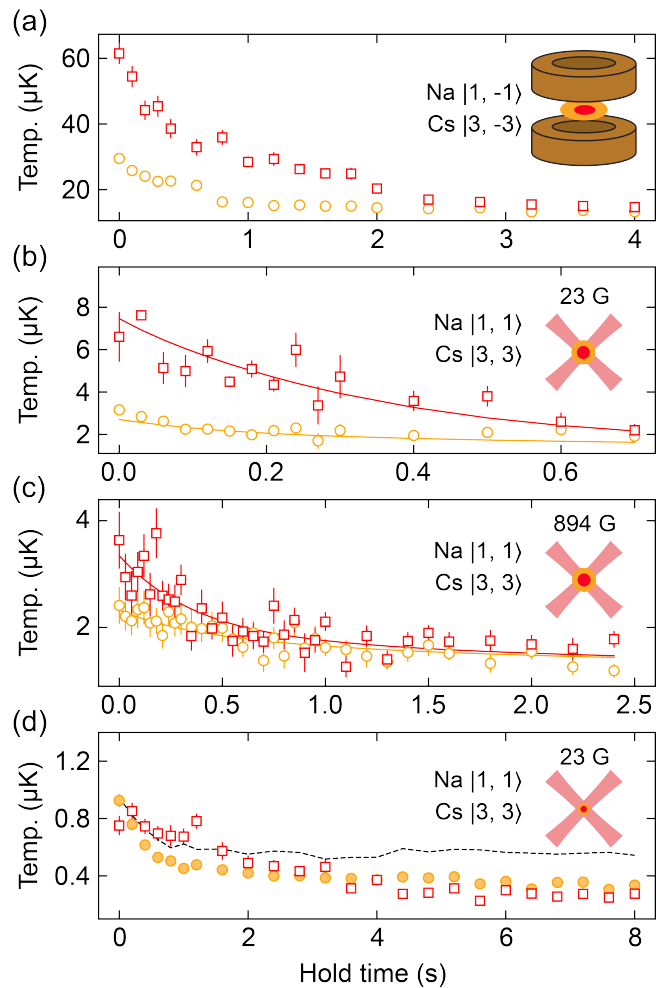 (a)
Temp. (µK)
60
40
20
Na |1, -1⟩
Cs |3, -3⟩
0 1 2 3 4
(b)
Temp. (µK)
8
6
4
2
23 G
Na |1, 1⟩
Cs |3, 3⟩
0.0 0.2 0.4 0.6
(c)
Temp. (µK)
4
2
894 G
Na |1, 1⟩
Cs |3, 3⟩
0.0 0.5 1.0 1.5 2.0 2.5
(d)
Temp. (µK)
1.2
0.8
0.4
23 G
Na |1, 1⟩
Cs |3, 3⟩
0 2 4 6 8
Hold time (s)